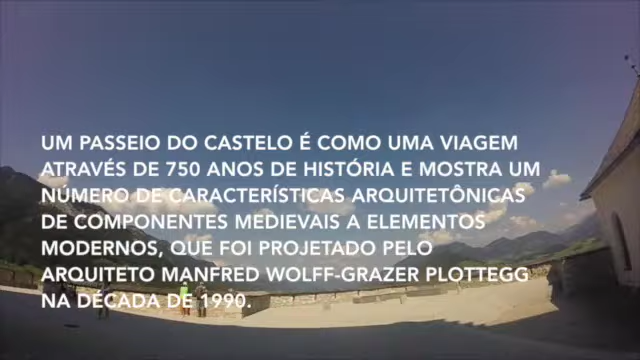 UM PASSEIO DO CASTELO É COMO UMA VIAGEM
ATRAVÉS DE 750 ANOS DE HISTÓRIA E MOSTRA UM
NÚMERO DE CARACTERÍSTICAS ARQUITETÔNICAS
DE COMPONENTES MEDIEVAIS A ELEMENTOS
MODERNOS, QUE FOI PROJETADO PELO
ARQUITETO MANFRED WOLFF-GRAZER PLOTTEGG
NA DÉCADA DE 1990.